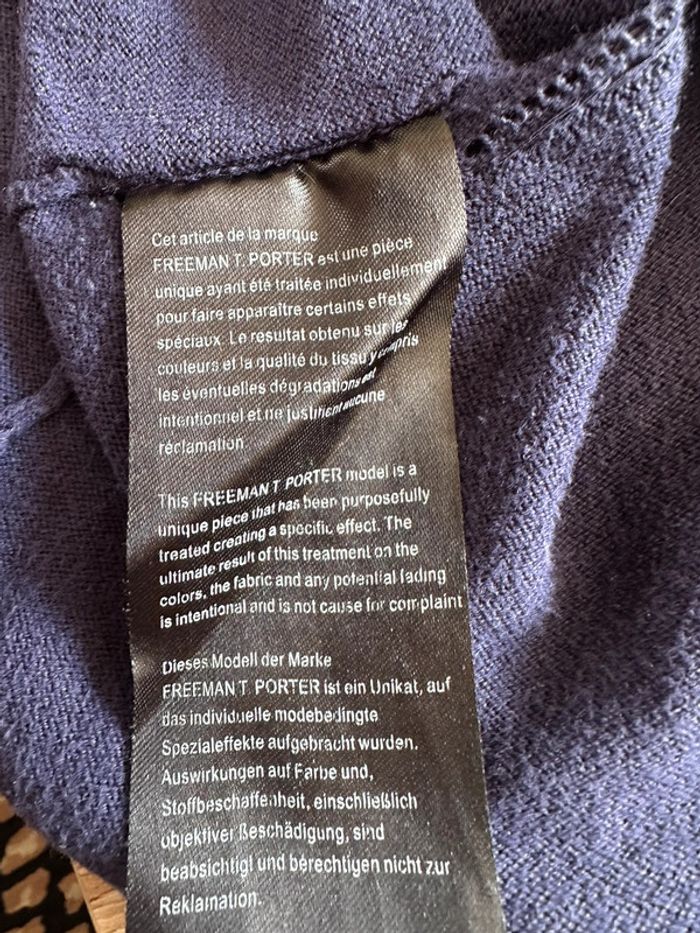 Cet article de la marque
FREEMAN T. PORTER est une pièce
unique ayant été traitée individuellement
pour faire apparaître certains effets
spéciaux. Le resultat obtenu sur les
couleurs et la qualité du tissu y compris
les éventuelles dégradations est
intentionnel et ne justifient aucune
réclamation.
This FREEMAN T PORTER model is a
unique piece that has been purposefully
treated creating a specific effect. The
ultimate result of this treatment on the
colors, the fabric and any potential fading
is intentional and is not cause for complaint
Dieses Modell der Marke
FREEMAN T. PORTER ist ein Unikat, auf
das individuelle modebedingte
Spezialeffekte aufgebracht wurden.
Auswirkungen auf Farbe und,
Stoffbeschaffenheit, einschließlich
objektiver Beschädigung, sind
beabsichtigt und berechtigen nicht zur
Reklamation.